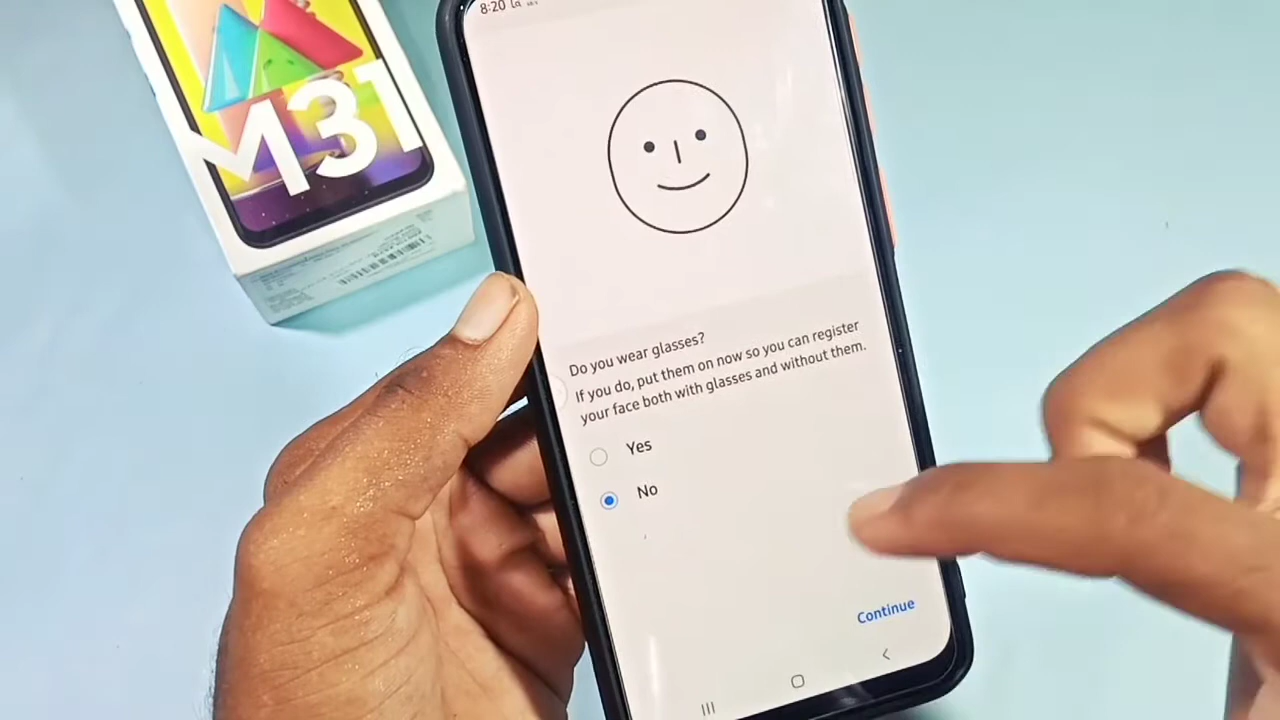 8:20
M31
Do you wear glasses?
If you do, put them on now so you can register
your face both with glasses and without them.
Yes
No
Continue